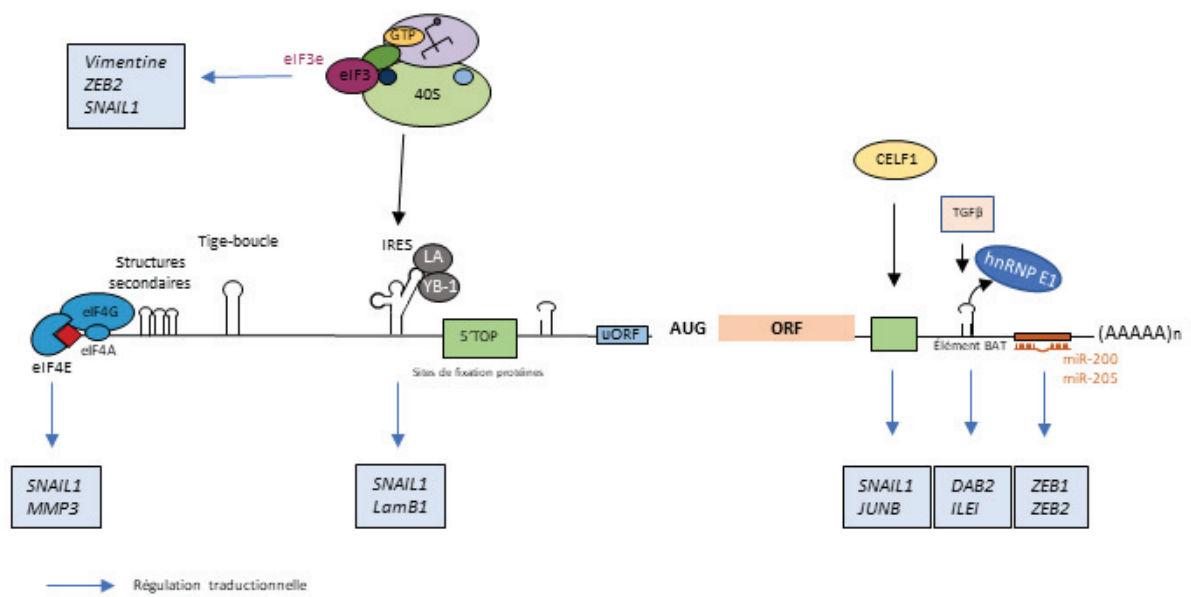 Vimentine
ZEB2
SNAIL1
eIF3e
GTP
eIF3
40S
CELF1
TGFβ
hnRNP E1
Tige-boucle
Structures
secondaires
IRES
LA
YB-1
eIF4G
eIF4A
eIF4E
5'TOP
Sites de fixation protéines
uORF
AUG
ORF
Élément BAT
(AAAAA)n
miR-200
miR-205
SNAIL1
MMP3
SNAIL1
LamB1
SNAIL1
JUNB
DAB2
ILEI
ZEB1
ZEB2
Régulation traductionnelle